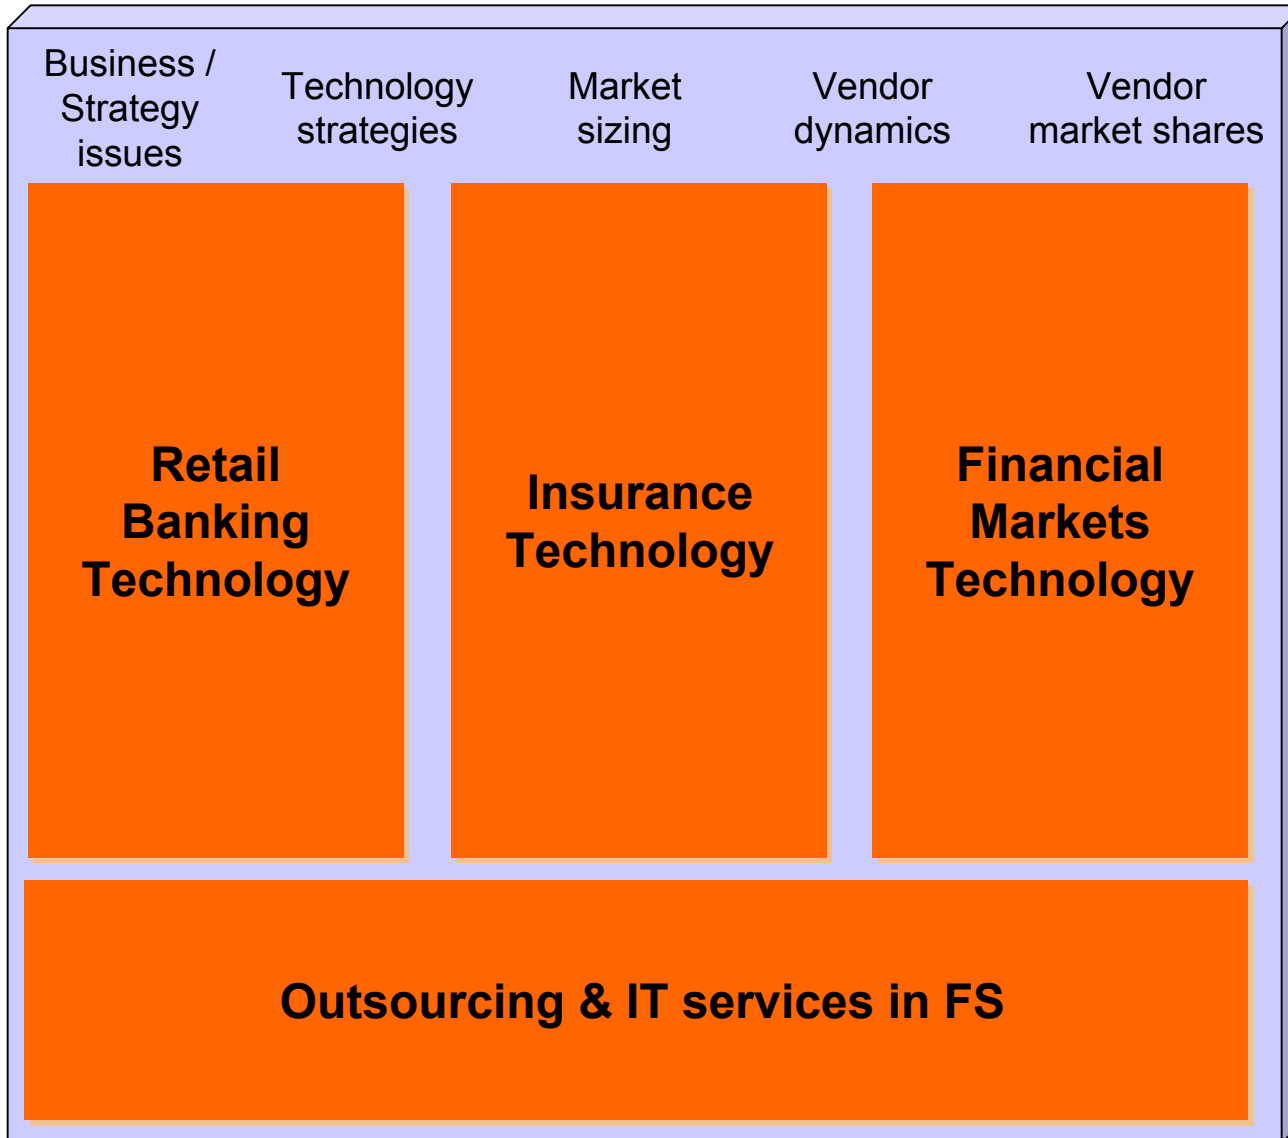 Business /
Strategy
issues
Technology
strategies
Market
sizing
Vendor
dynamics
Vendor
market shares
Retail
Banking
Technology
Insurance
Technology
Financial
Markets
Technology
Outsourcing & IT services in FS